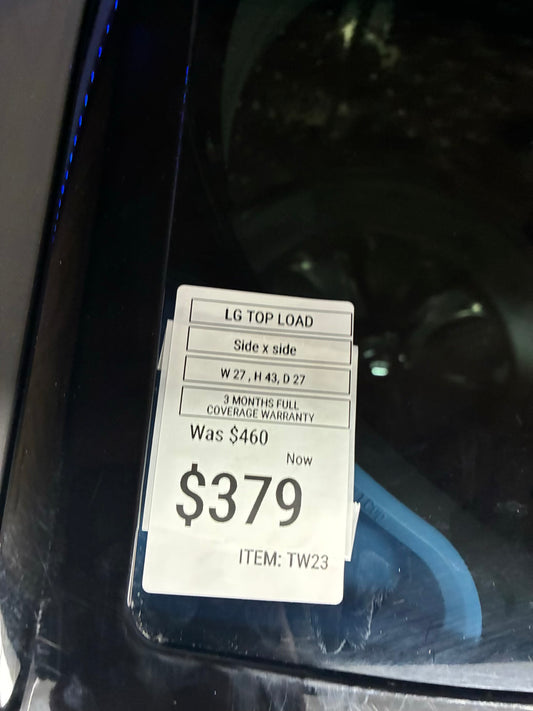 LG TOP LOAD
Side x side
W 27 , H 43, D 27
3 MONTHS FULL
COVERAGE WARRANTY
Was $460
Now
$379
ITEM: TW23